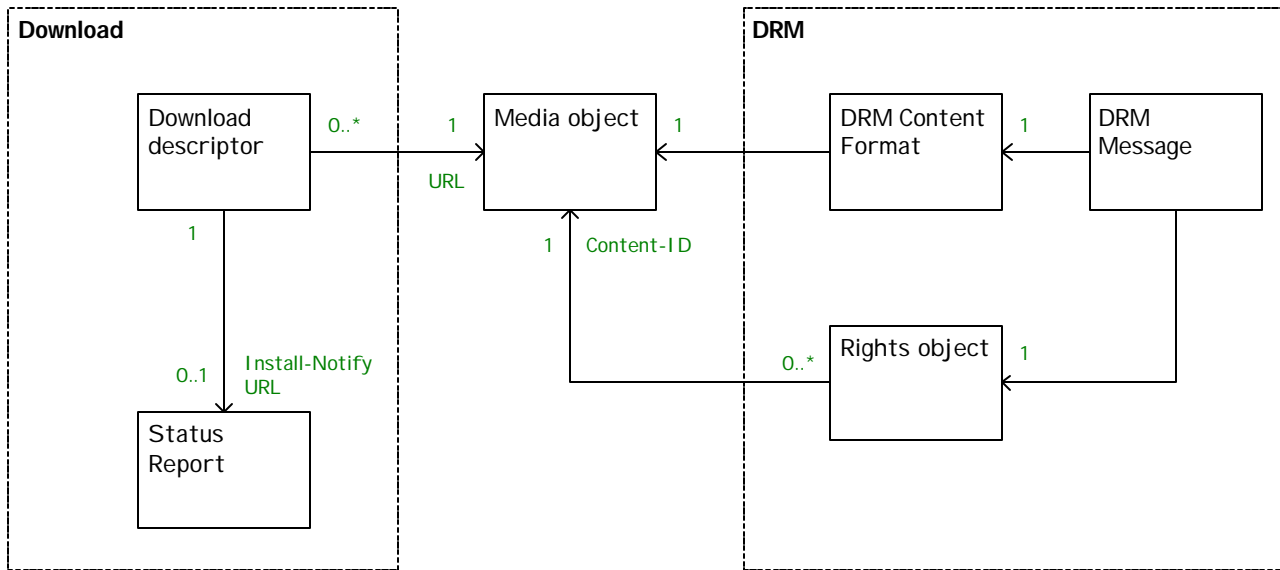 Download
DRM
Download
descriptor
0..*
1
URL
Media object
1
DRM Content
Format
1
DRM
Message
1
1
Content-ID
Install-Notify
URL
0..1
Status
Report
Rights object
0..*
1